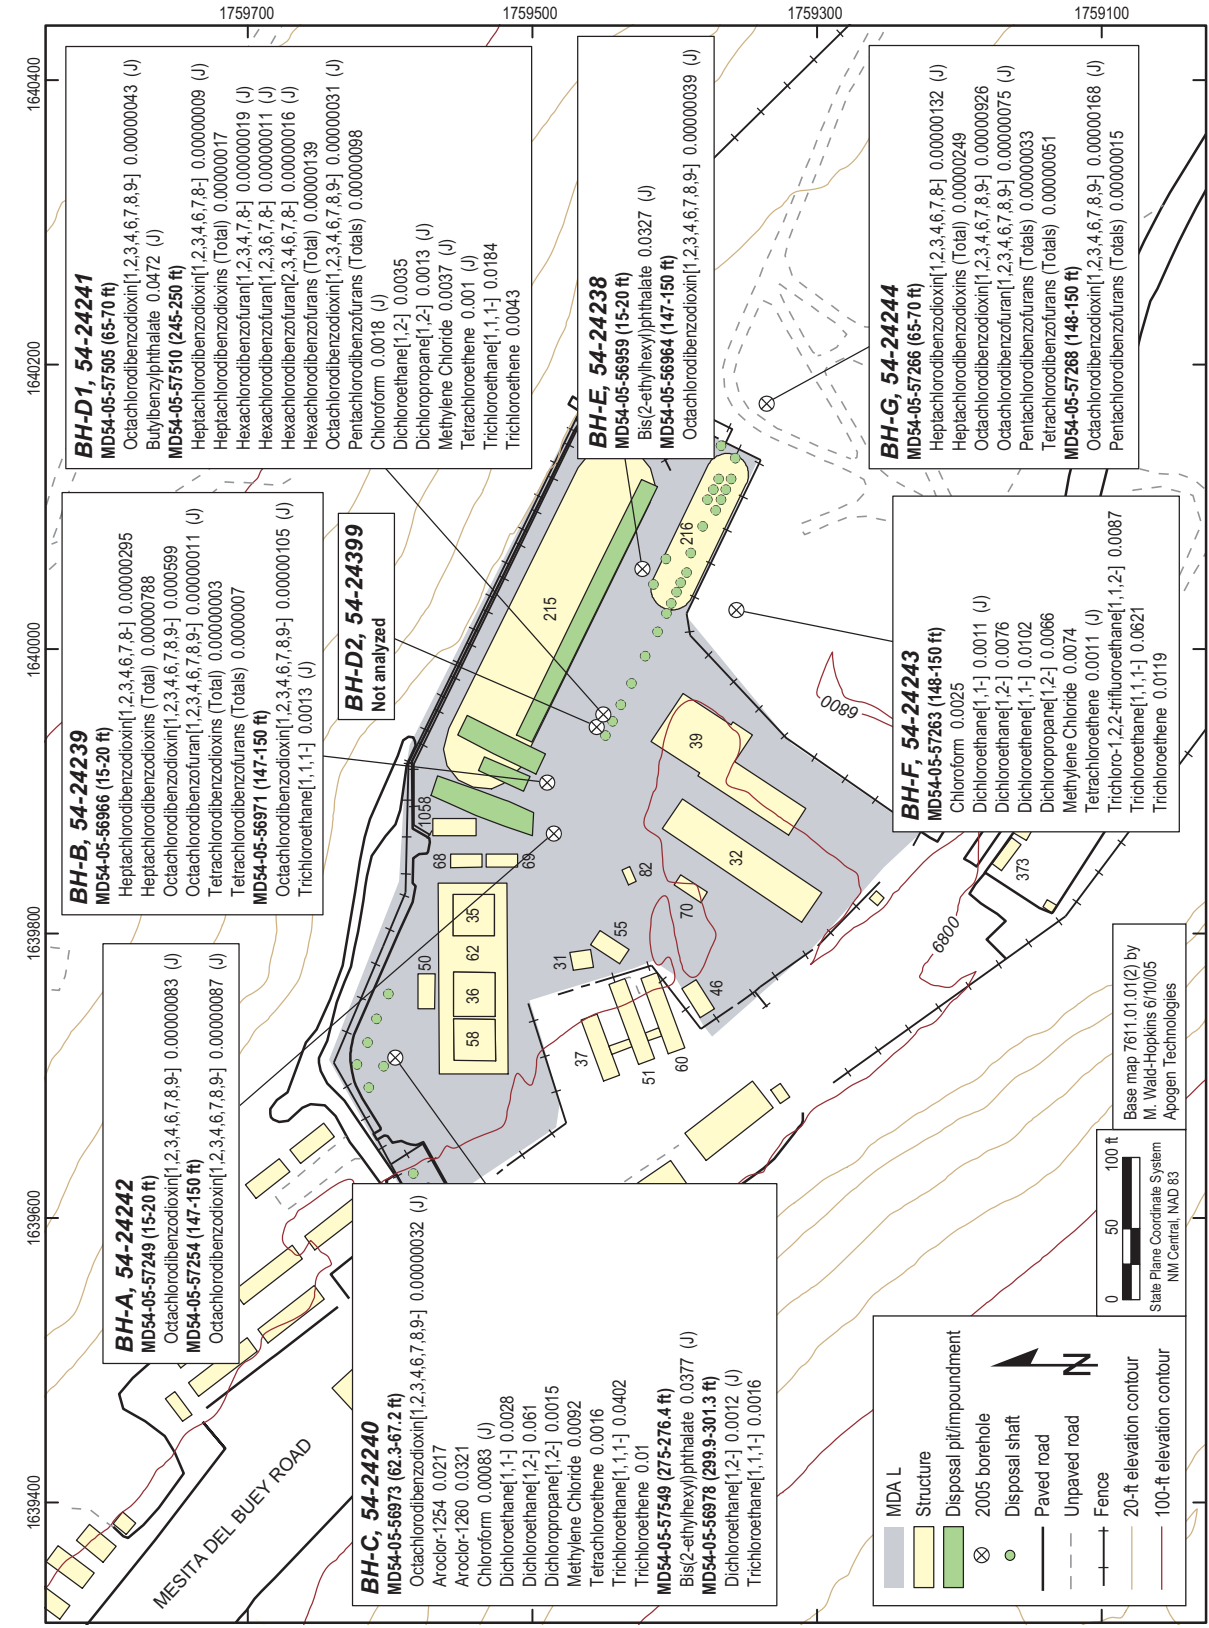 1759700
1759500
1759300
1759100
1640400
1640200
1640000
1639800
1639600
1639400
BH-D1, 54-24241
MD54-05-57505 (65-70 ft)
Octachlorodibenzodioxin[1,2,3,4,6,7,8,9-] 0.00000043 (J)
Butylbenzylphthalate 0.0472 (J)
MD54-05-57510 (245-250 ft)
Heptachlorodibenzodioxin[1,2,3,4,6,7,8-] 0.00000009 (J)
Heptachlorodibenzodioxins (Total) 0.00000017
Hexachlorodibenzofuran[1,2,3,4,7,8-] 0.00000019 (J)
Hexachlorodibenzofuran[1,2,3,6,7,8-] 0.00000011 (J)
Hexachlorodibenzofuran[2,3,4,6,7,8-] 0.00000016 (J)
Hexachlorodibenzofurans (Total) 0.00000139
Octachlorodibenzodioxin[1,2,3,4,6,7,8,9-] 0.00000031 (J)
Pentachlorodibenzofurans (Totals) 0.00000098
Chloroform 0.0018 (J)
Dichloroethane[1,2-] 0.0035
Dichloropropane[1,2-] 0.0013 (J)
Methylene Chloride 0.0037 (J)
Tetrachloroethene 0.001 (J)
Trichloroethane[1,1,1-] 0.0184
Trichloroethene 0.0043
BH-E, 54-24238
MD54-05-56959 (15-20 ft)
Bis(2-ethylhexyl)phthalate 0.0327 (J)
MD54-05-56964 (147-150 ft)
Octachlorodibenzodioxin[1,2,3,4,6,7,8,9-] 0.00000039 (J)
BH-G, 54-24244
MD54-05-57266 (65-70 ft)
Heptachlorodibenzodioxin[1,2,3,4,6,7,8-] 0.00000132 (J)
Heptachlorodibenzodioxins (Total) 0.00000249
Octachlorodibenzodioxin[1,2,3,4,6,7,8,9-] 0.00000926
Octachlorodibenzofuran[1,2,3,4,6,7,8,9-] 0.00000075 (J)
Pentachlorodibenzofurans (Totals) 0.00000033
Tetrachlorodibenzofurans (Totals) 0.00000051
MD54-05-57268 (148-150 ft)
Octachlorodibenzodioxin[1,2,3,4,6,7,8,9-] 0.00000168 (J)
Pentachlorodibenzofurans (Totals) 0.00000015
BH-B, 54-24239
MD54-05-56966 (15-20 ft)
Heptachlorodibenzodioxin[1,2,3,4,6,7,8-] 0.00000295
Heptachlorodibenzodioxins (Total) 0.00000788
Octachlorodibenzodioxin[1,2,3,4,6,7,8,9-] 0.000599
Octachlorodibenzofuran[1,2,3,4,6,7,8,9-] 0.00000011 (J)
Tetrachlorodibenzodioxins (Total) 0.00000003
Tetrachlorodibenzofurans (Totals) 0.0000007
MD54-05-56971 (147-150 ft)
Octachlorodibenzodioxin[1,2,3,4,6,7,8,9-] 0.00000105 (J)
Trichloroethane[1,1,1-] 0.0013 (J)
BH-D2, 54-24399
Not analyzed
BH-F, 54-24243
MD54-05-57263 (148-150 ft)
Chloroform 0.0025
Dichloroethane[1,1-] 0.0011 (J)
Dichloroethane[1,2-] 0.0076
Dichloroethene[1,1-] 0.0102
Dichloropropane[1,2-] 0.0066
Methylene Chloride 0.0074
Tetrachloroethene 0.0011 (J)
Trichloro-1,2,2-trifluoroethane[1,1,2-] 0.0087
Trichloroethane[1,1,1-] 0.0621
Trichloroethene 0.0119
BH-A, 54-24242
MD54-05-57249 (15-20 ft)
Octachlorodibenzodioxin[1,2,3,4,6,7,8,9-] 0.00000083 (J)
MD54-05-57254 (147-150 ft)
Octachlorodibenzodioxin[1,2,3,4,6,7,8,9-] 0.00000087 (J)
BH-C, 54-24240
MD54-05-56973 (62.3-67.2 ft)
Octachlorodibenzodioxin[1,2,3,4,6,7,8,9-] 0.00000032 (J)
Aroclor-1254 0.0217
Aroclor-1260 0.0321
Chloroform 0.00083 (J)
Dichloroethene[1,1-] 0.0028
Dichloroethane[1,2-] 0.061
Dichloropropane[1,2-] 0.0015
Methylene Chloride 0.0092
Tetrachloroethene 0.0016
Trichloroethane[1,1,1-] 0.0402
Trichloroethene 0.01
MD54-05-57549 (275-276.4 ft)
Bis(2-ethylhexyl)phthalate 0.0377 (J)
MD54-05-56978 (299.9-301.3 ft)
Dichloroethane[1,2-] 0.0012 (J)
Trichloroethane[1,1,1-] 0.0016
215
216
1058
68
69
35
62
36
58
50
39
32
82
70
55
31
46
37
51
60
373
6800
6800
MESITA DEL BUEY ROAD
MDA L
Structure
Disposal pit/impoundment
2005 borehole
Disposal shaft
Paved road
Unpaved road
Fence
20-ft elevation contour
100-ft elevation contour
N
0 50 100 ft
State Plane Coordinate System
NM Central, NAD 83
Base map 7611.01.01(2) by
M. Wald-Hopkins 6/10/05
Apogen Technologies